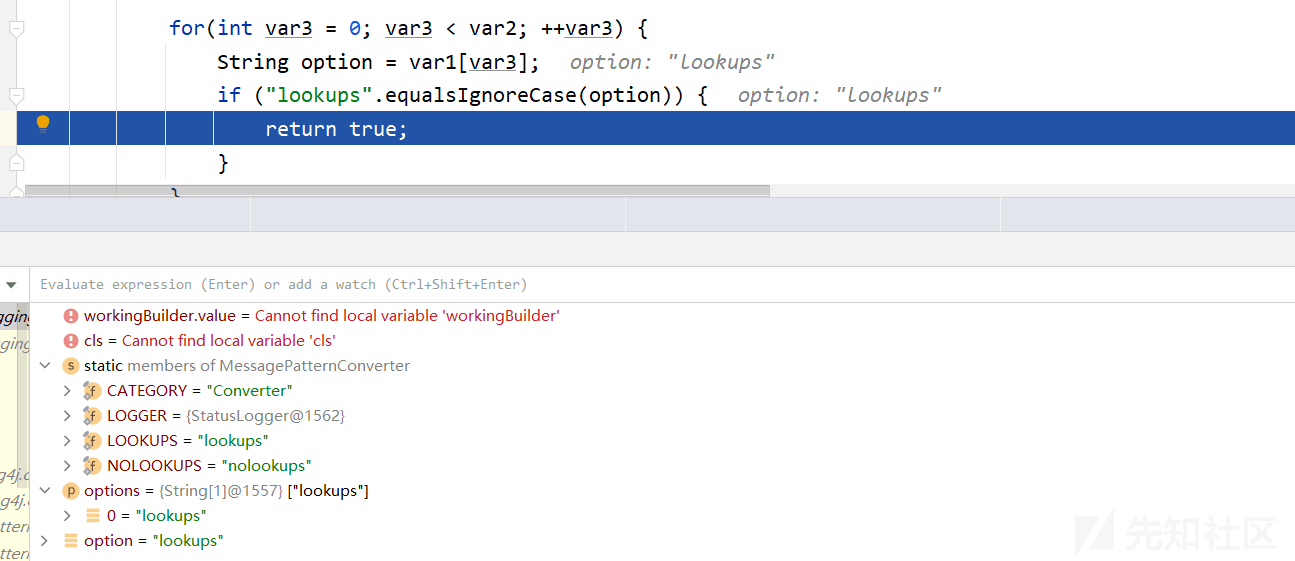 for(int var3 = 0; var3 < var2; ++var3) {
String option = var1[var3]; option: "lookups"
if ("lookups".equalsIgnoreCase(option)) { option: "lookups"
return true;
}
}
Evaluate expression (Enter) or add a watch (Ctrl+Shift+Enter)
workingBuilder.value = Cannot find local variable 'workingBuilder'
cls = Cannot find local variable 'cls'
static members of MessagePatternConverter
CATEGORY = "Converter"
LOGGER = {StatusLogger@1562}
LOOKUPS = "lookups"
NOLOOKUPS = "nolookups"
options = {String[1]@1557} ["lookups"]
0 = "lookups"
option = "lookups"
先知社区